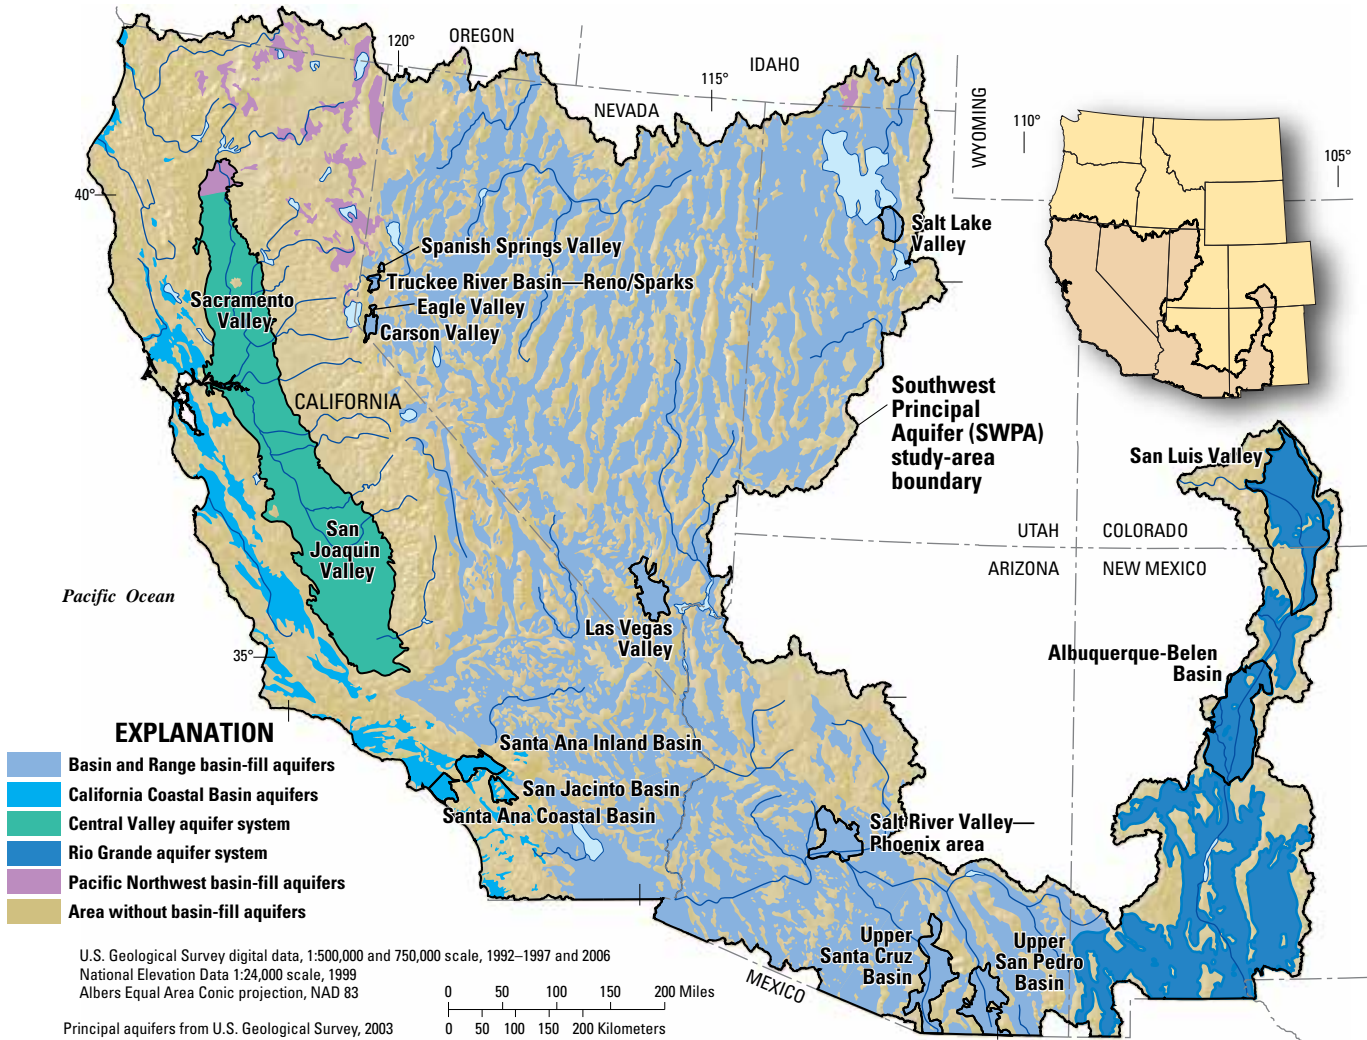 OREGON
IDAHO
NEVADA
WYOMING
120°
115°
110°
105°
40°
35°
Spanish Springs Valley
Truckee River Basin—Reno/Sparks
Eagle Valley
Carson Valley
Salt Lake
Valley
Sacramento
Valley
CALIFORNIA
Southwest
Principal
Aquifer (SWPA)
study-area
boundary
San Luis Valley
UTAH
COLORADO
ARIZONA
NEW MEXICO
San
Joaquin
Valley
Pacific Ocean
Las Vegas
Valley
Albuquerque-Belen
Basin
Santa Ana Inland Basin
San Jacinto Basin
Santa Ana Coastal Basin
Salt River Valley—
Phoenix area
Upper
Santa Cruz
Basin
Upper
San Pedro
Basin
MEXICO
EXPLANATION
Basin and Range basin-fill aquifers
California Coastal Basin aquifers
Central Valley aquifer system
Rio Grande aquifer system
Pacific Northwest basin-fill aquifers
Area without basin-fill aquifers
U.S. Geological Survey digital data, 1:500,000 and 750,000 scale, 1992–1997 and 2006
National Elevation Data 1:24,000 scale, 1999
Albers Equal Area Conic projection, NAD 83
Principal aquifers from U.S. Geological Survey, 2003
0 50 100 150 200 Miles
0 50 100 150 200 Kilometers